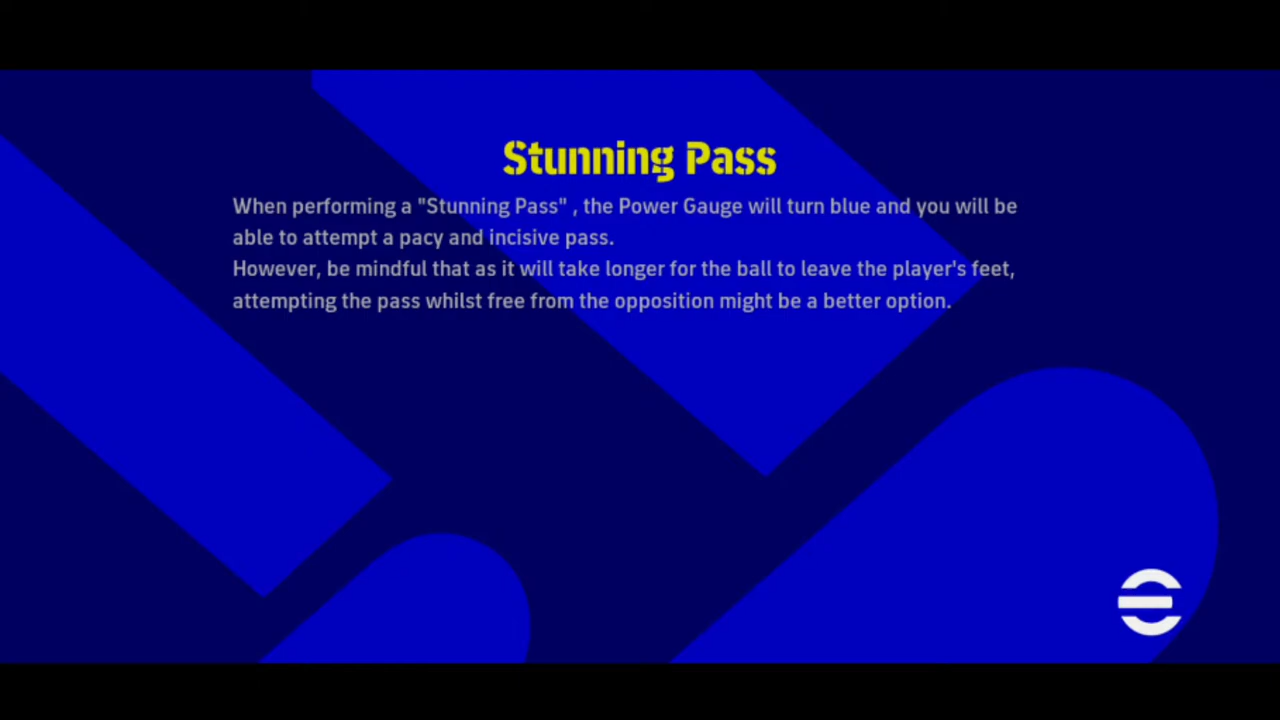 Stunning Pass
When performing a "Stunning Pass" , the Power Gauge will turn blue and you will be
able to attempt a pacy and incisive pass.
However, be mindful that as it will take longer for the ball to leave the player's feet,
attempting the pass whilst free from the opposition might be a better option.